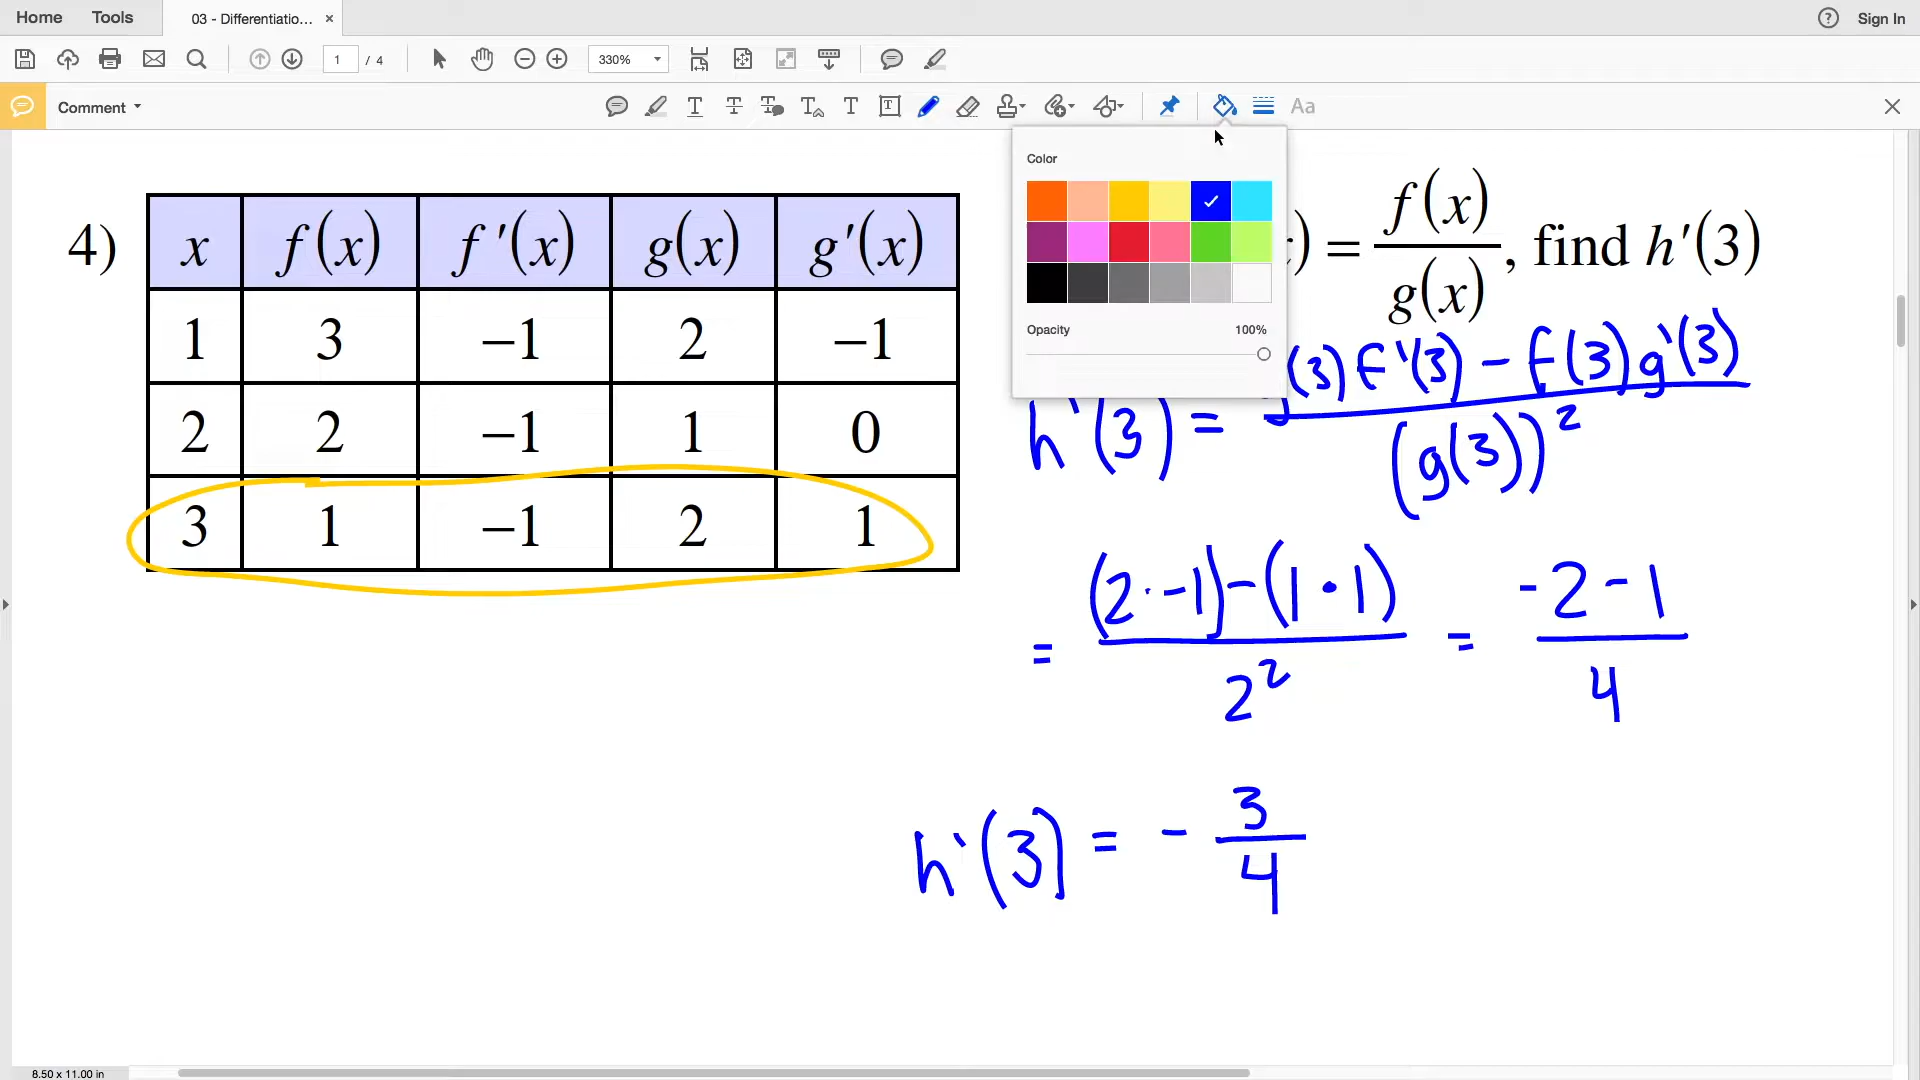 Home Tools 03 - Differentiatio... × ? Sign In
1 / 4 330%
Comment Aa
Color
Opacity 100%
4)
x f(x) f'(x) g(x) g'(x)
1 3 −1 2 −1
2 2 −1 1 0
3 1 −1 2 1
) = f(x)/g(x), find h'(3)
h'(3) = (3)f'(3) - f(3)g'(3) / (g(3))²
= (2·-1)-(1·1) / 2² = -2-1 / 4
h'(3) = - 3/4
8.50 x 11.00 in